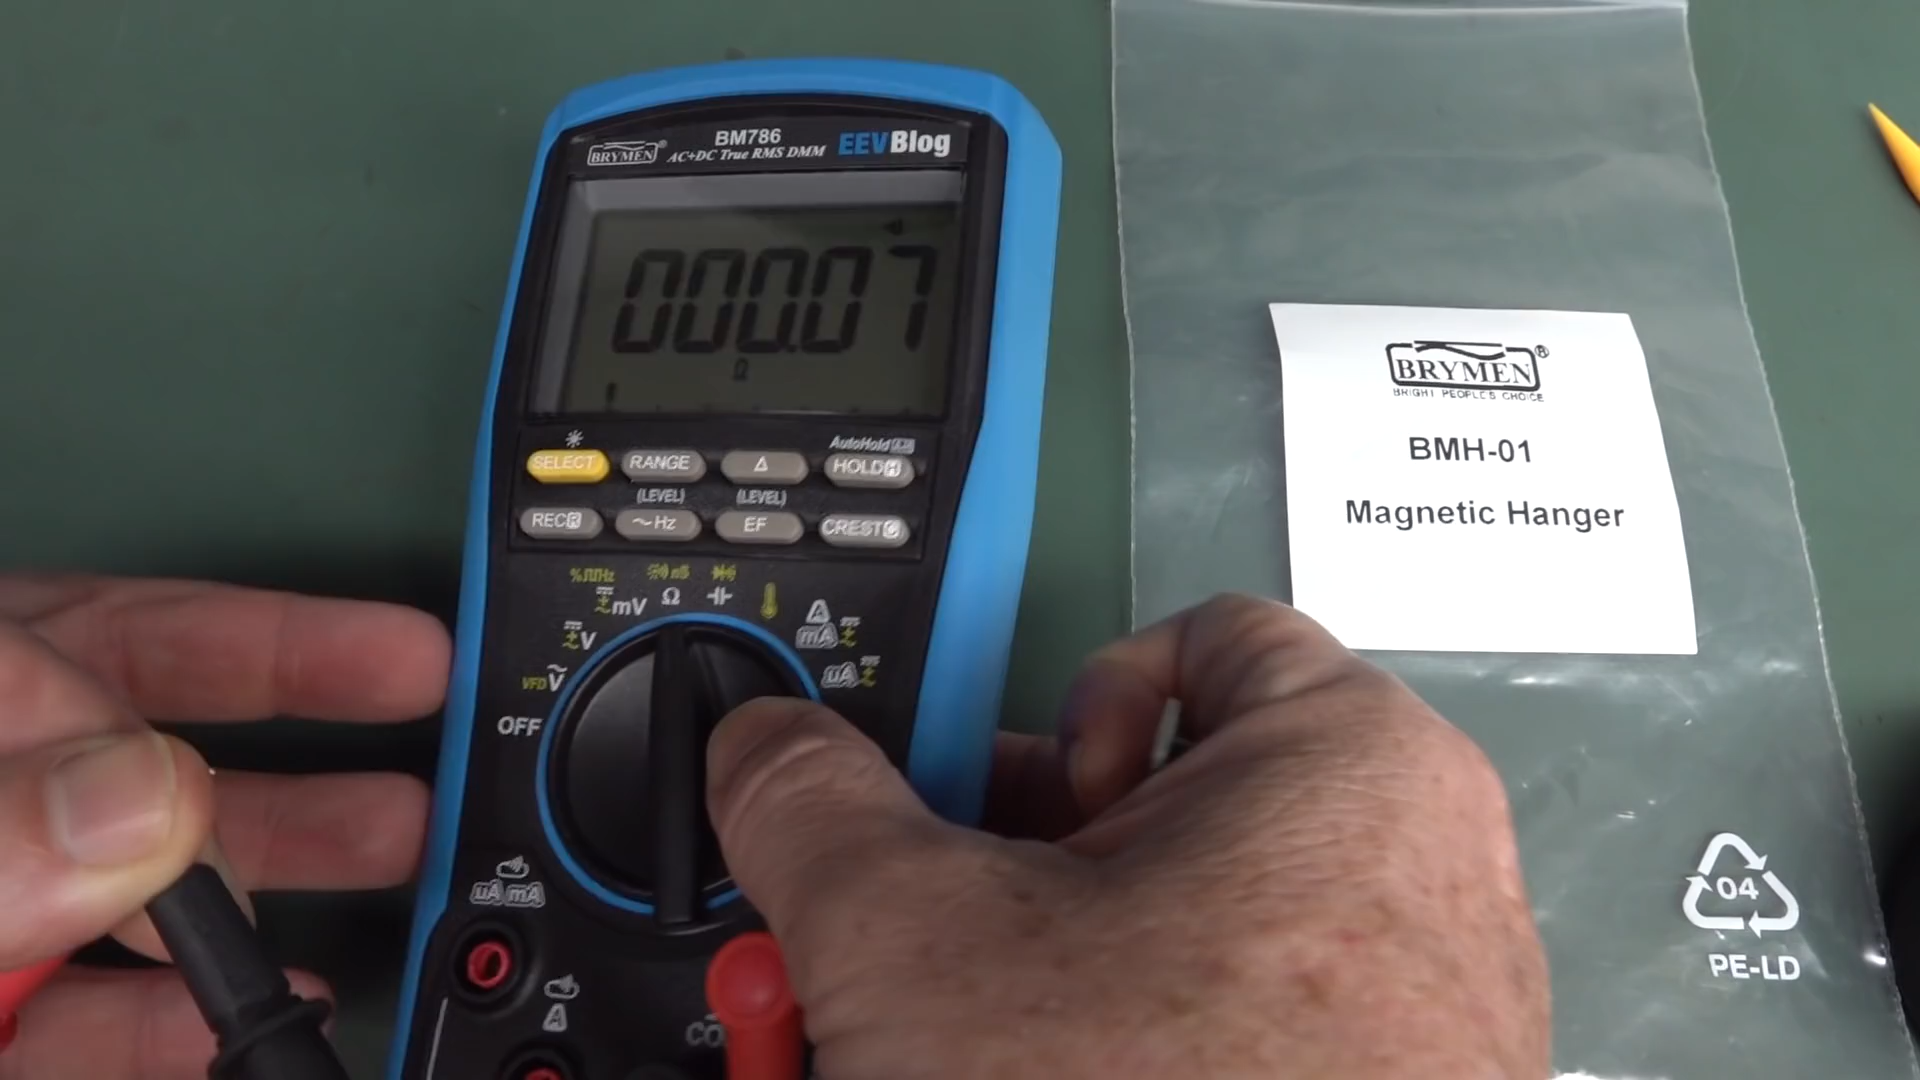 BRYMEN®
BM786
AC+DC True RMS DMM
EEVBlog
000.07
Ω
AutoHold
SELECT
RANGE
Δ
HOLD H
(LEVEL)
(LEVEL)
REC R
~Hz
EF
CREST C
% Hz
nS
mV
Ω
V
A
mA
VFD V
µA
OFF
µA mA
A
BRYMEN®
BRIGHT PEOPLE'S CHOICE
BMH-01
Magnetic Hanger
04
PE-LD